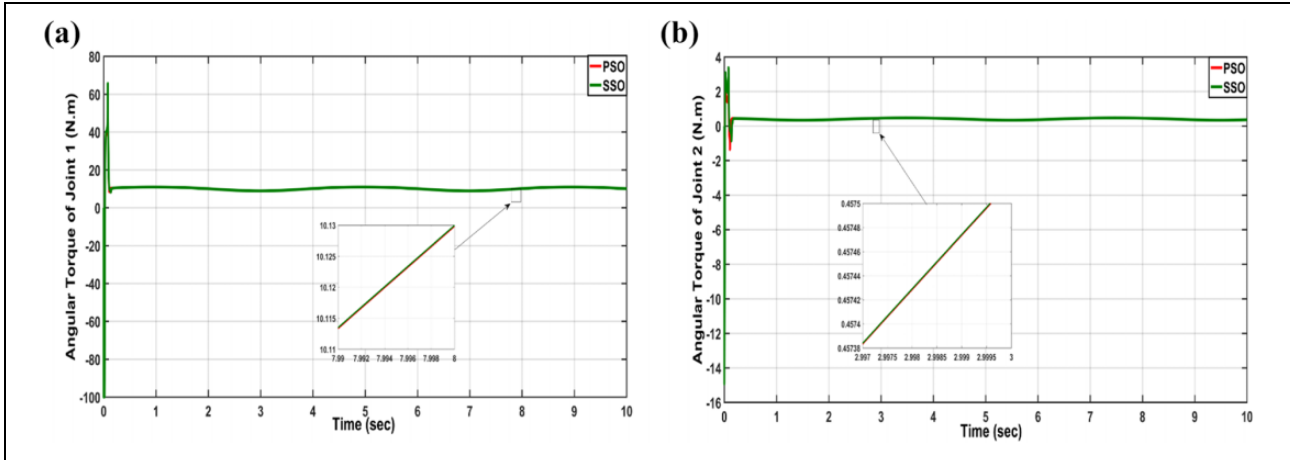 (a)
Angular Torque of Joint 1 (N.m)
80
60
40
20
0
-20
-40
-60
-80
-100
0 1 2 3 4 5 6 7 8 9 10
Time (sec)
PSO
SSO
10.13
10.125
10.12
10.115
10.11
7.99 7.992 7.994 7.996 7.998 8
(b)
Angular Torque of Joint 2 (N.m)
4
2
0
-2
-4
-6
-8
-10
-12
-14
-16
0 1 2 3 4 5 6 7 8 9 10
Time (sec)
PSO
SSO
0.4575
0.45748
0.45746
0.45744
0.45742
0.4574
0.45738
2.997 2.9975 2.998 2.9985 2.999 2.9995 3